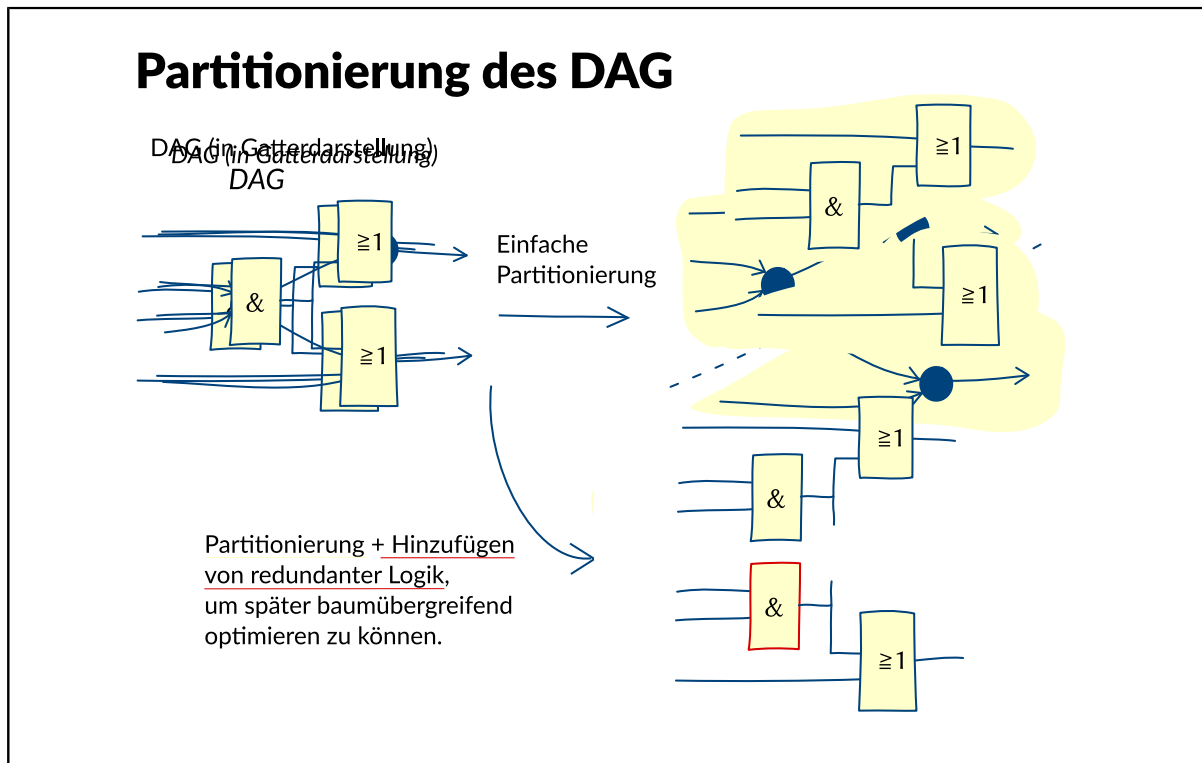 Partitionierung des DAG
DAG (in Gatterdarstellung)
DAG (in Gatterdarstellung)
DAG
≧1
&
≧1
Einfache
Partitionierung
≧1
&
≧1
≧1
&
Partitionierung + Hinzufügen
von redundanter Logik,
um später baumübergreifend
optimieren zu können.
&
≧1